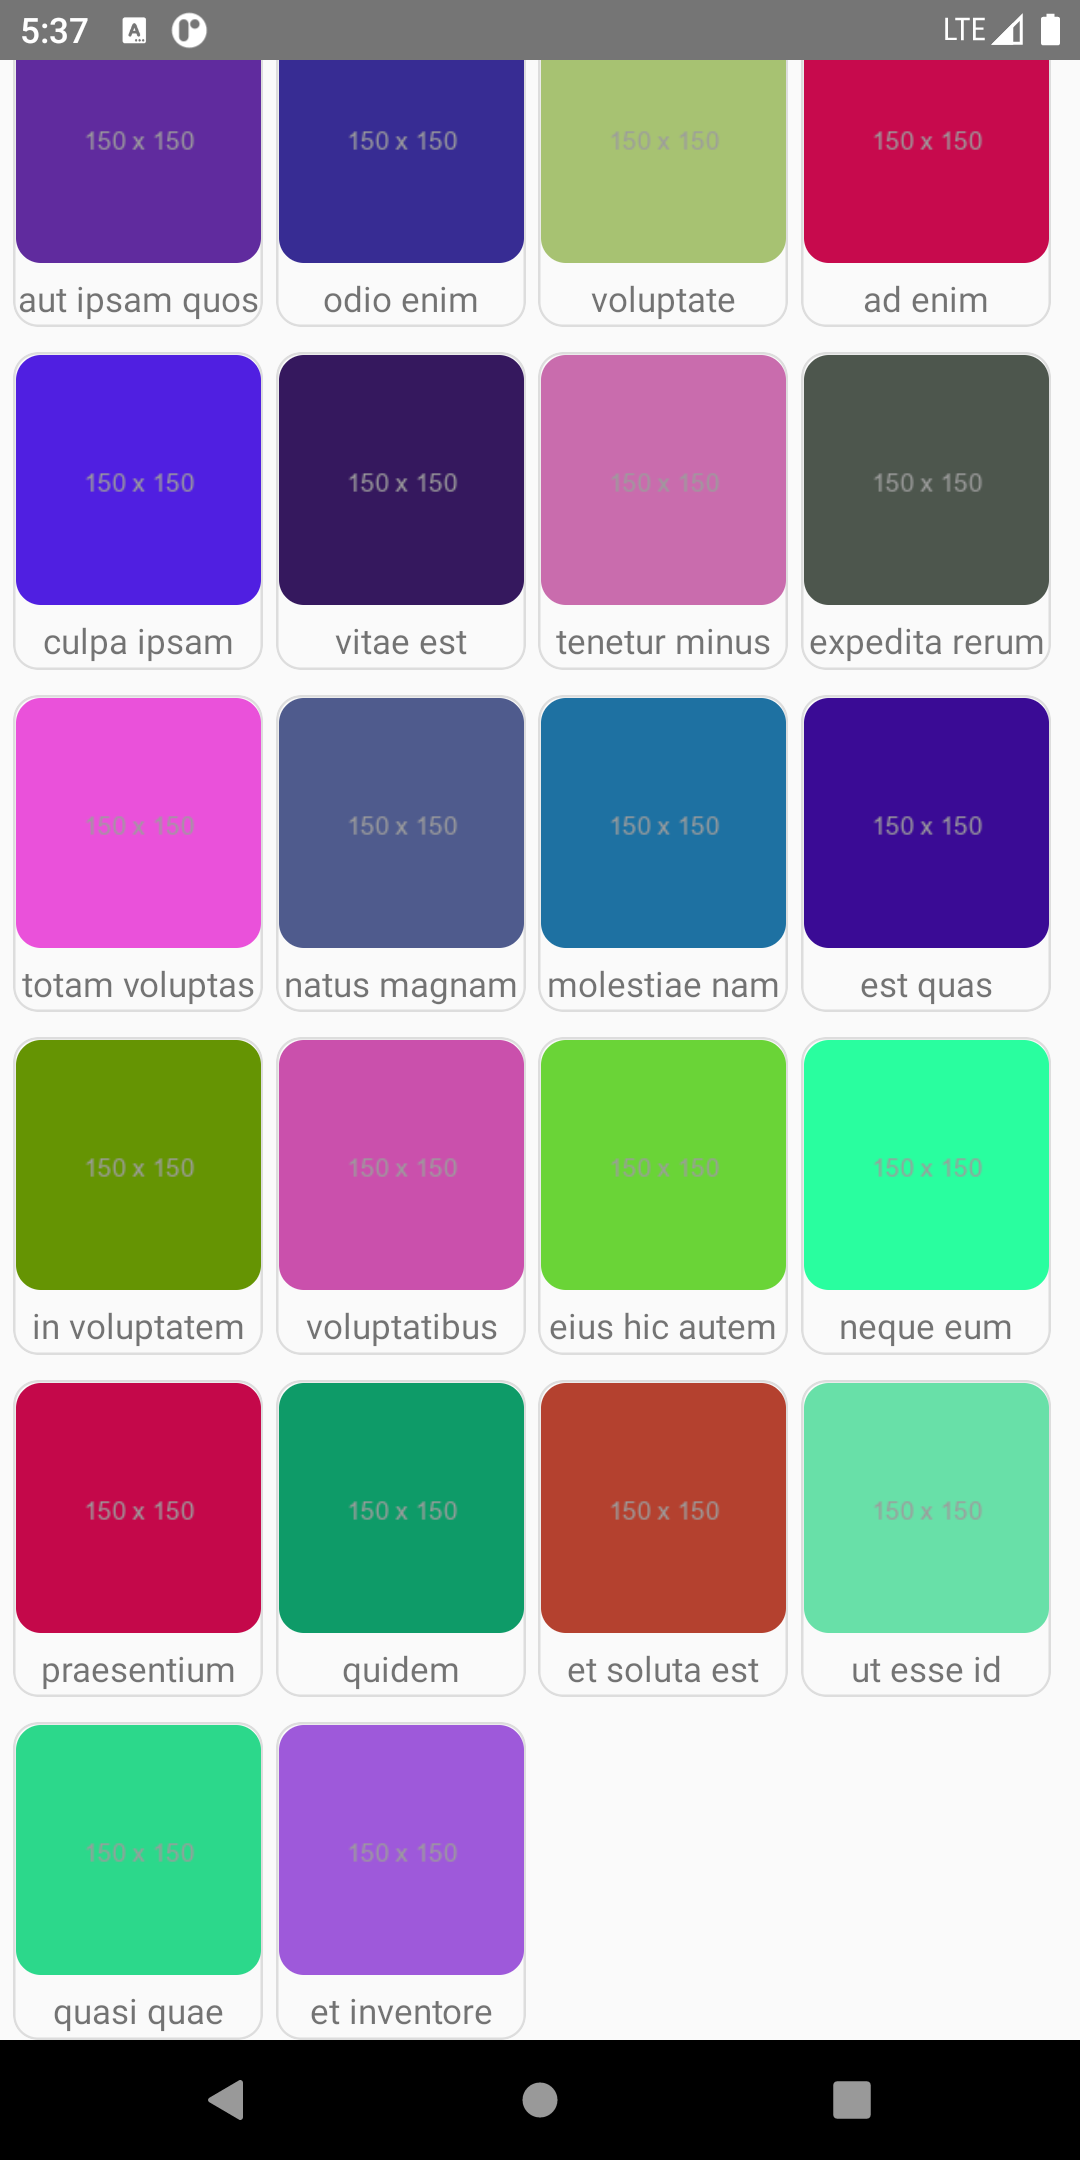 5:37 LTE
150 x 150 150 x 150 150 x 150 150 x 150
aut ipsam quos odio enim voluptate ad enim
150 x 150 150 x 150 150 x 150 150 x 150
culpa ipsam vitae est tenetur minus expedita rerum
150 x 150 150 x 150 150 x 150 150 x 150
totam voluptas natus magnam molestiae nam est quas
150 x 150 150 x 150 150 x 150 150 x 150
in voluptatem voluptatibus eius hic autem neque eum
150 x 150 150 x 150 150 x 150 150 x 150
praesentium quidem et soluta est ut esse id
150 x 150 150 x 150
quasi quae et inventore